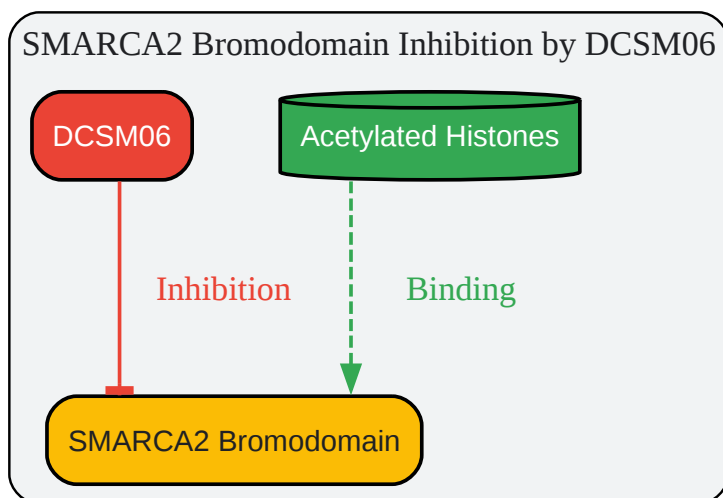 SMARCA2 Bromodomain Inhibition by DCSM06
DCSM06
Acetylated Histones
Inhibition
Binding
SMARCA2 Bromodomain